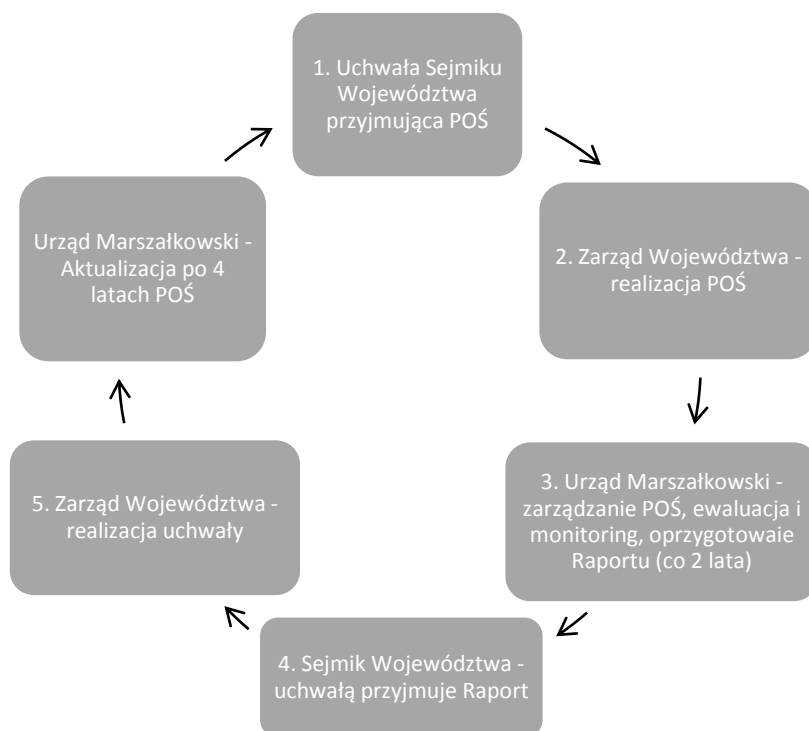 1. Uchwała Sejmiku
Województwa
przyjmująca POŚ
2. Zarząd Województwa -
realizacja POŚ
3. Urząd Marszałkowski -
zarządzanie POŚ, ewaluacja i
monitoring, oprzygotowaie
Raportu (co 2 lata)
4. Sejmik Województwa -
uchwałą przyjmuje Raport
5. Zarząd Województwa -
realizacja uchwały
Urząd Marszałkowski -
Aktualizacja po 4
latach POŚ